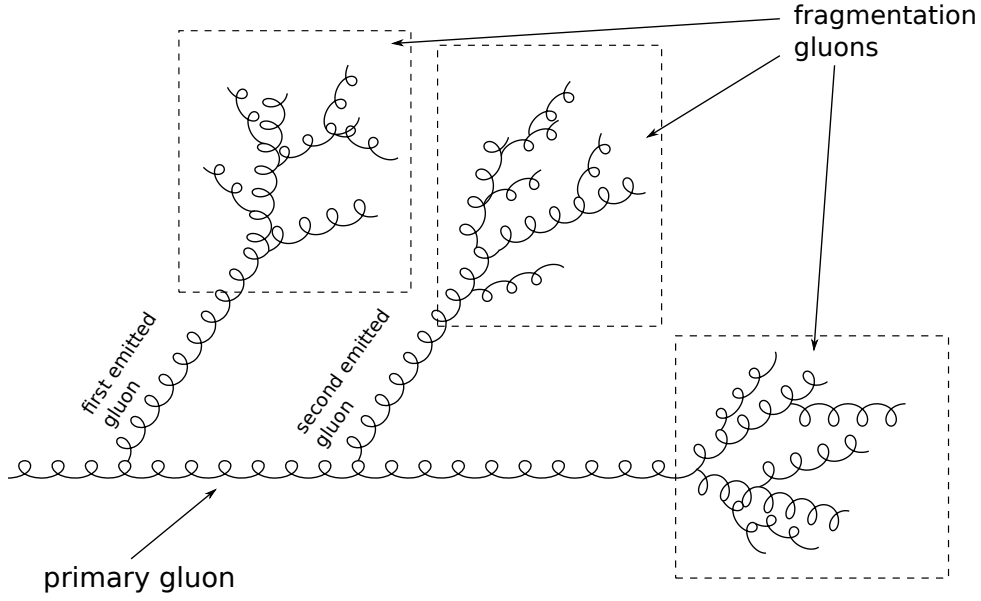 fragmentation
gluons
first emitted
gluon
second emitted
gluon
primary gluon